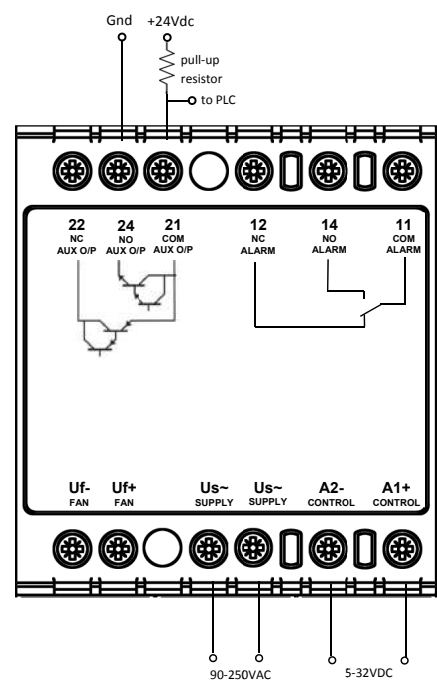 Gnd +24Vdc
pull-up
resistor
to PLC
22 24 21 12 14 11
NC NO COM NC NO COM
AUX O/P AUX O/P AUX O/P ALARM ALARM ALARM
Uf- Uf+ Us~ Us~ A2- A1+
FAN FAN SUPPLY SUPPLY CONTROL CONTROL
90-250VAC 5-32VDC